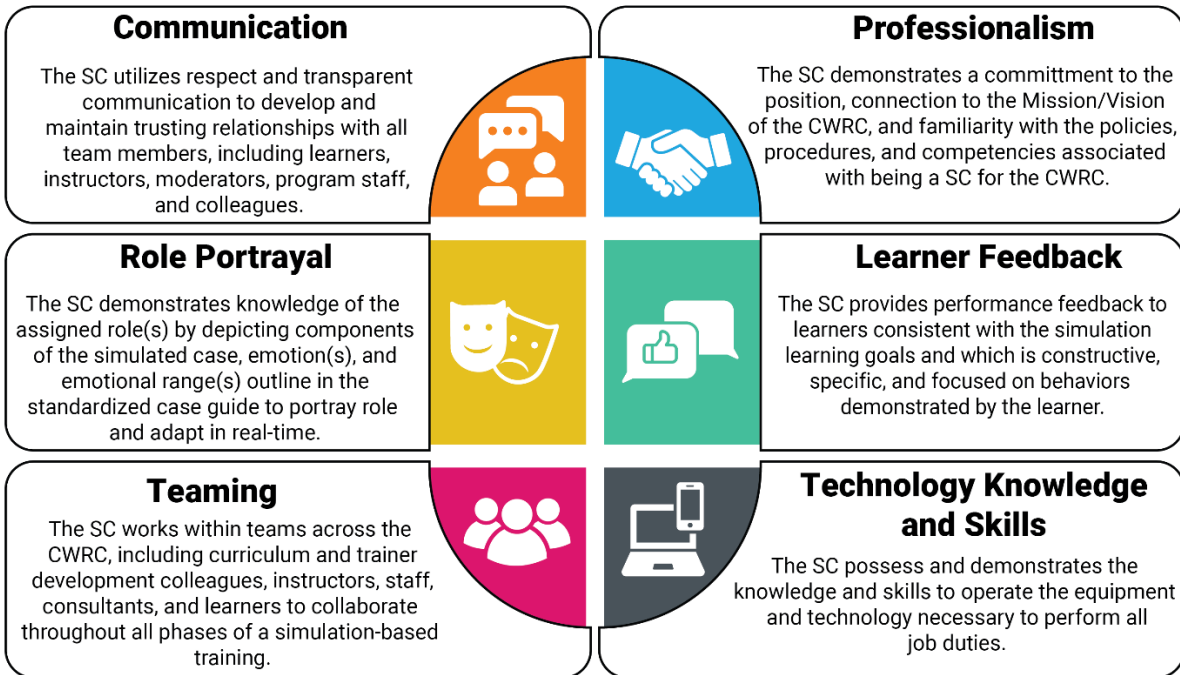 Communication
The SC utilizes respect and transparent
communication to develop and
maintain trusting relationships with all
team members, including learners,
instructors, moderators, program staff,
and colleagues.
Professionalism
The SC demonstrates a committment to the
position, connection to the Mission/Vision
of the CWRC, and familiarity with the policies,
procedures, and competencies associated
with being a SC for the CWRC.
Role Portrayal
The SC demonstrates knowledge of the
assigned role(s) by depicting components
of the simulated case, emotion(s), and
emotional range(s) outline in the
standardized case guide to portray role
and adapt in real-time.
Learner Feedback
The SC provides performance feedback to
learners consistent with the simulation
learning goals and which is constructive,
specific, and focused on behaviors
demonstrated by the learner.
Teaming
The SC works within teams across the
CWRC, including curriculum and trainer
development colleagues, instructors, staff,
consultants, and learners to collaborate
throughout all phases of a simulation-based
training.
Technology Knowledge
and Skills
The SC possess and demonstrates the
knowledge and skills to operate the equipment
and technology necessary to perform all
job duties.